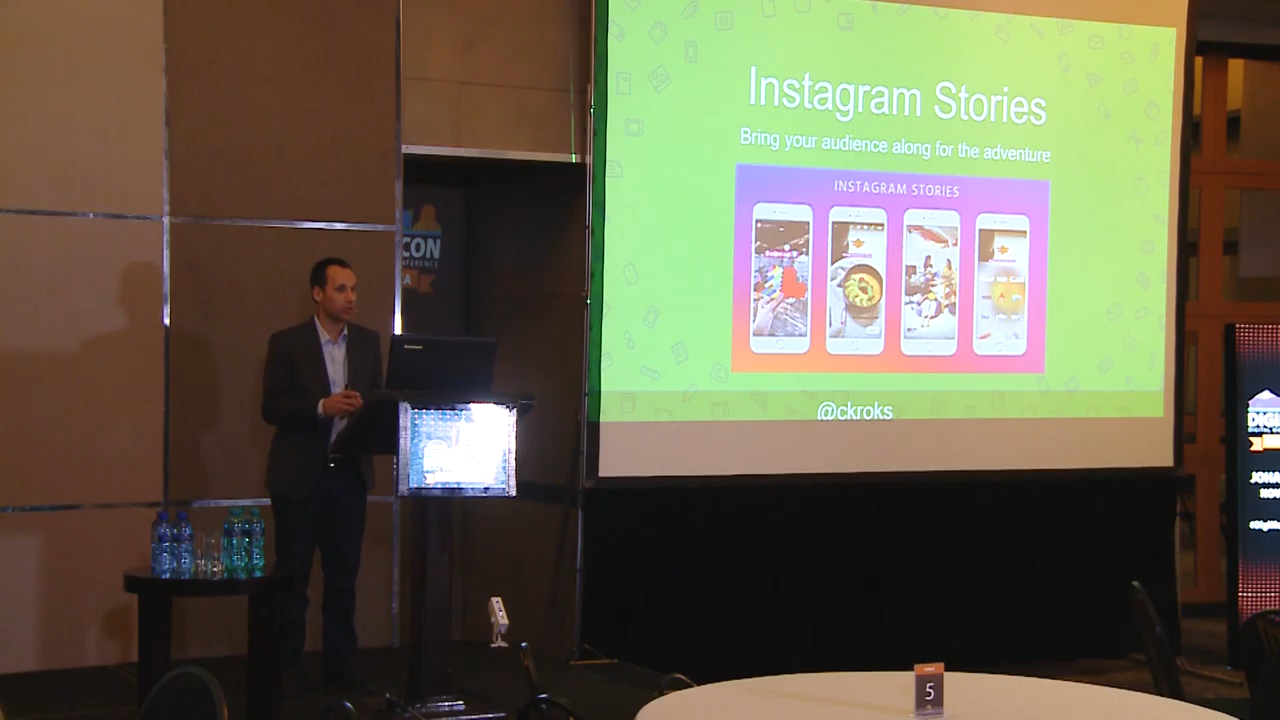 Instagram Stories
Bring your audience along for the adventure
INSTAGRAM STORIES
@ckroks
CON
5